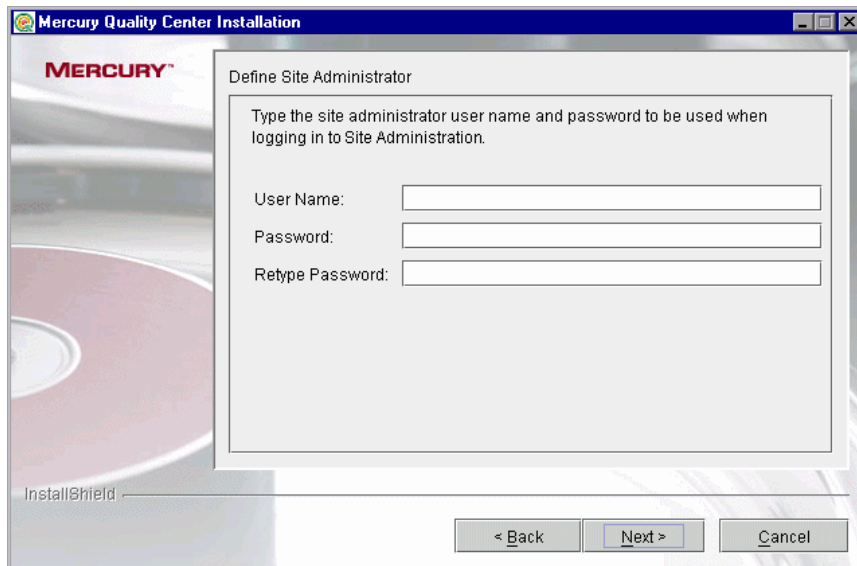 Mercury Quality Center Installation
MERCURY™
Define Site Administrator
Type the site administrator user name and password to be used when
logging in to Site Administration.
User Name:
Password:
Retype Password:
InstallShield
< Back
Next >
Cancel